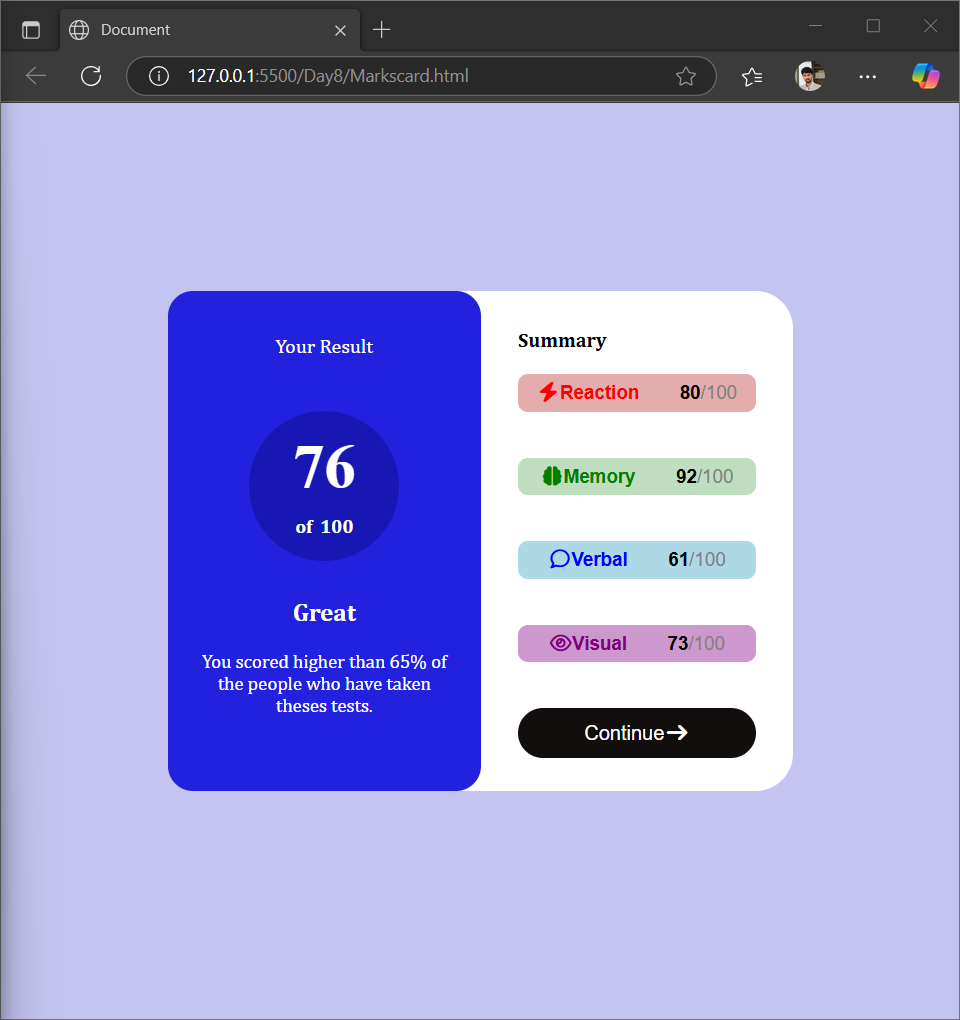 Document
127.0.0.1:5500/Day8/Markscard.html
Your Result
76
of 100
Great
You scored higher than 65% of
the people who have taken
theses tests.
Summary
Reaction 80/100
Memory 92/100
Verbal 61/100
Visual 73/100
Continue